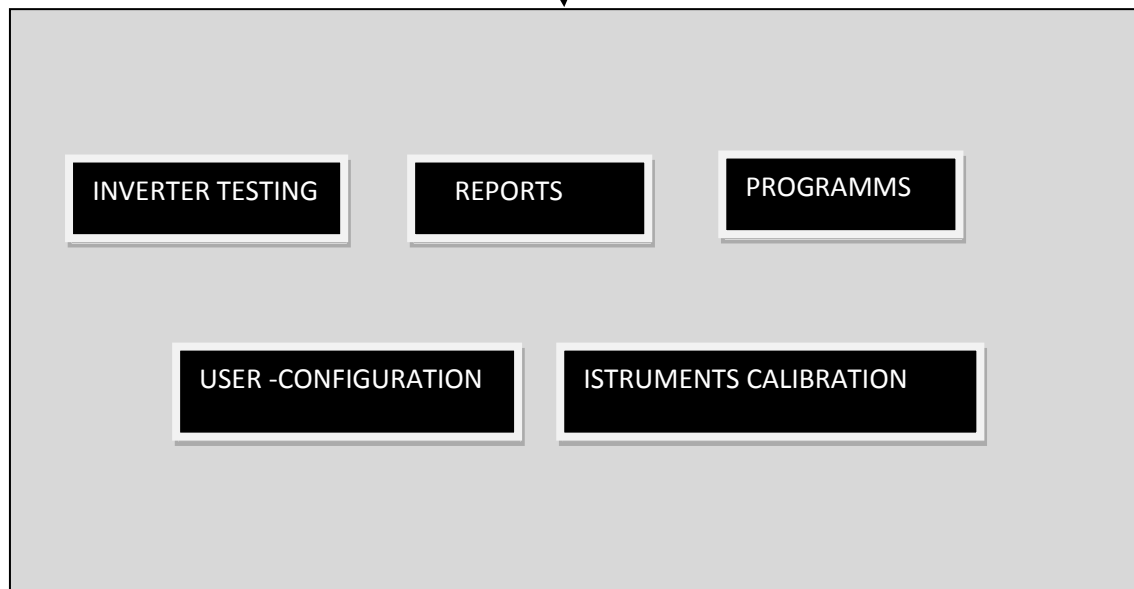 INVERTER TESTING
REPORTS
PROGRAMMS
USER -CONFIGURATION
ISTRUMENTS CALIBRATION